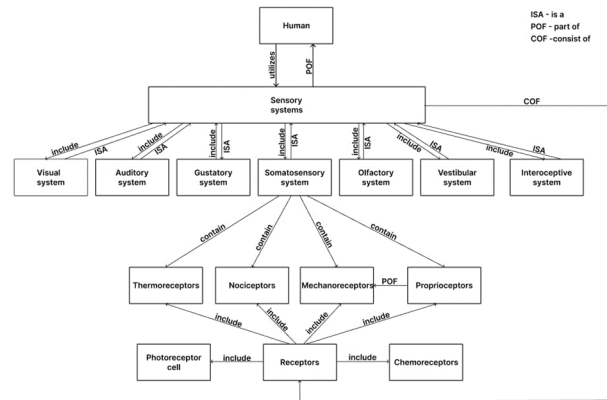 Human
ISA - is a
POF - part of
COF -consist of
utilizes
POF
Sensory
systems
COF
include
ISA
include
ISA
include
ISA
include
ISA
include
ISA
include
ISA
include
ISA
Visual
system
Auditory
system
Gustatory
system
Somatosensory
system
Olfactory
system
Vestibular
system
Interoceptive
system
contain
contain
contain
contain
Thermoreceptors
Nociceptors
Mechanoreceptors
POF
Proprioceptors
include
include
include
include
Photoreceptor
cell
include
Receptors
include
Chemoreceptors